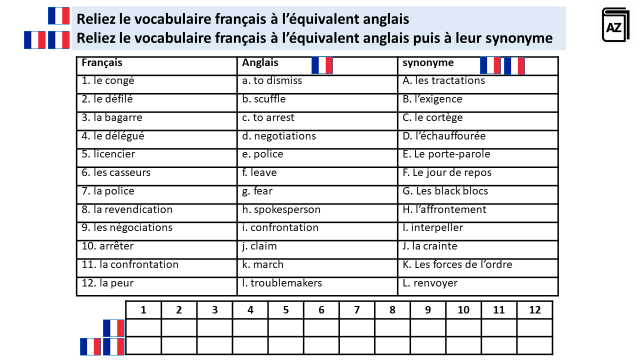 Reliez le vocabulaire français à l'équivalent anglais
Reliez le vocabulaire français à l'équivalent anglais puis à leur synonyme
AZ
Français Anglais synonyme
1. le congé a. to dismiss A. les tractations
2. le défilé b. scuffle B. l'exigence
3. la bagarre c. to arrest C. le cortège
4. le délégué d. negotiations D. l'échauffourée
5. licencier e. police E. Le porte-parole
6. les casseurs f. leave F. Le jour de repos
7. la police g. fear G. Les black blocs
8. la revendication h. spokesperson H. l'affrontement
9. les négociations i. confrontation I. interpeller
10. arrêter j. claim J. la crainte
11. la confrontation k. march K. Les forces de l'ordre
12. la peur l. troublemakers L. renvoyer
1 2 3 4 5 6 7 8 9 10 11 12